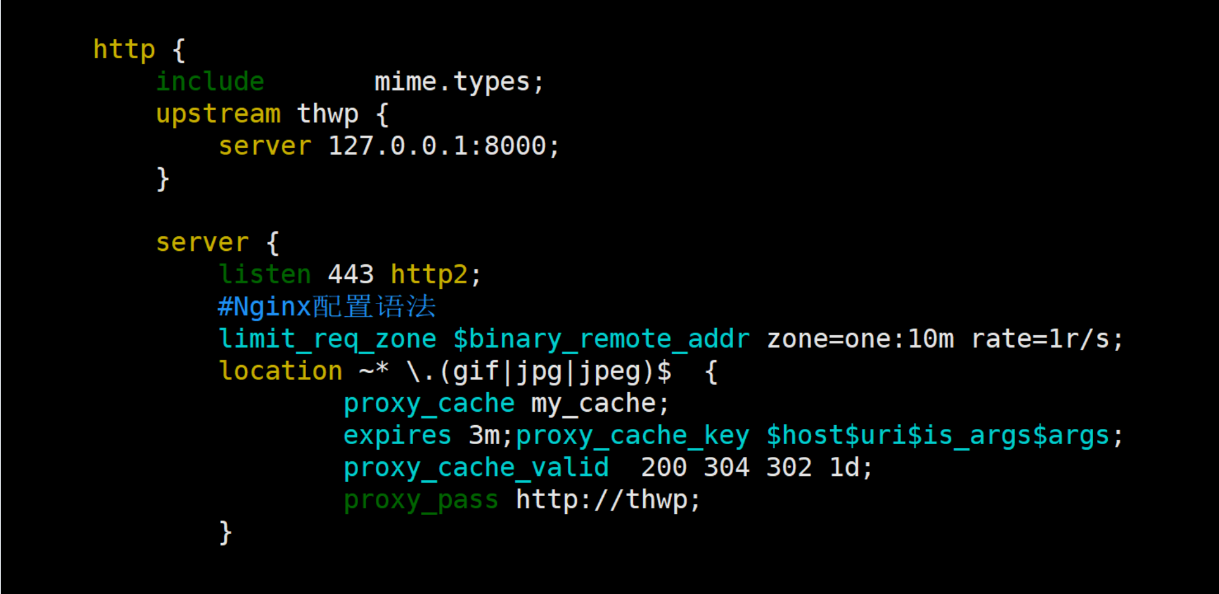 http {
    include       mime.types;
    upstream thwp {
        server 127.0.0.1:8000;
    }
    server {
        listen 443 http2;
        #Nginx配置语法
        limit_req_zone $binary_remote_addr zone=one:10m rate=1r/s;
        location ~* \.(gif|jpg|jpeg)$  {
                proxy_cache my_cache;
                expires 3m;proxy_cache_key $host$uri$is_args$args;
                proxy_cache_valid  200 304 302 1d;
                proxy_pass http://thwp;
        }